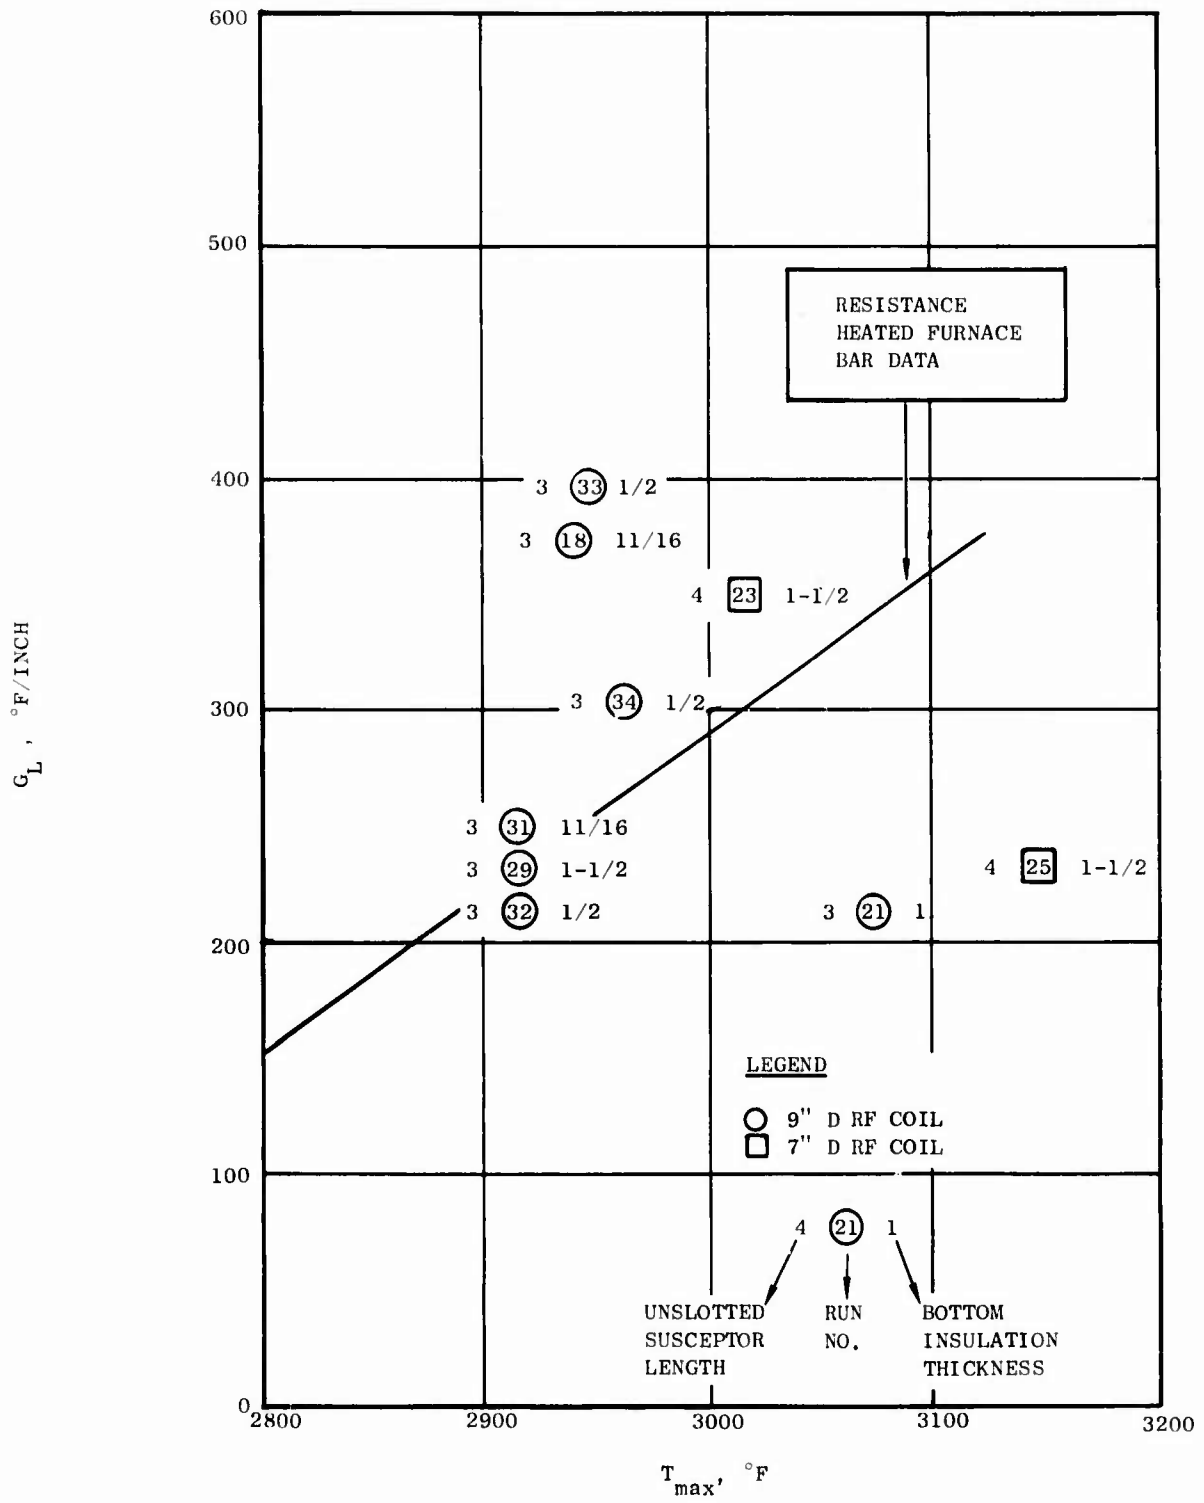 600
500
RESISTANCE
HEATED FURNACE
BAR DATA
400
3 33 1/2
3 18 11/16
4 23 1-1/2
300
3 34 1/2
G_L , °F/INCH
3 31 11/16
3 29 1-1/2
4 25 1-1/2
3 32 1/2
3 21 1
200
LEGEND
9" D RF COIL
7" D RF COIL
100
4 21 1
UNSLOTTED
SUSCEPTOR
LENGTH
RUN
NO.
BOTTOM
INSULATION
THICKNESS
0
2800 2900 3000 3100 3200
T_max, °F